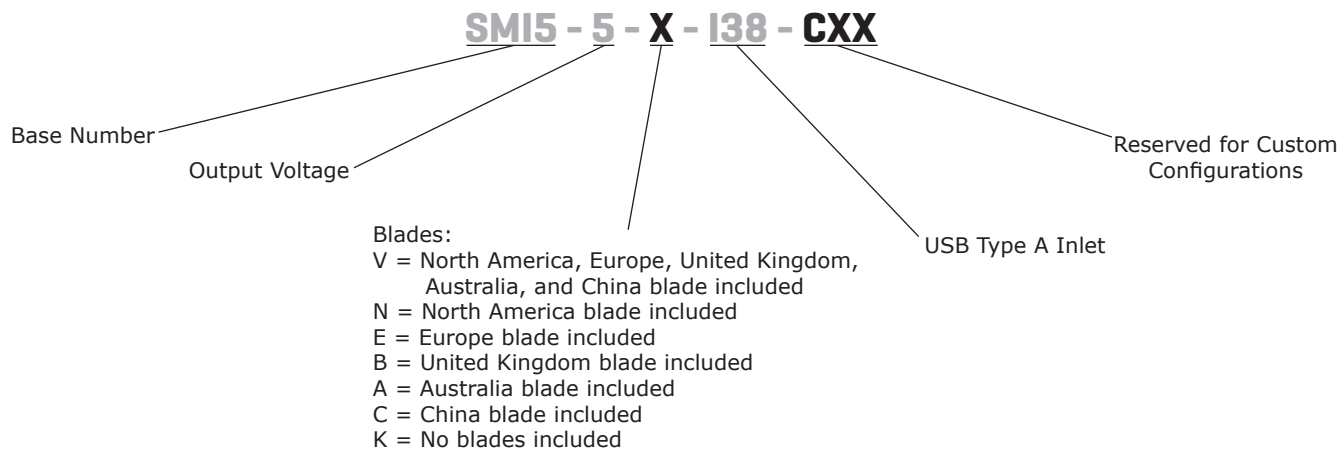 SMI5 - 5 - X - I38 - CXX
Base Number
Output Voltage
Reserved for Custom
Configurations
USB Type A Inlet
Blades:
V = North America, Europe, United Kingdom,
Australia, and China blade included
N = North America blade included
E = Europe blade included
B = United Kingdom blade included
A = Australia blade included
C = China blade included
K = No blades included